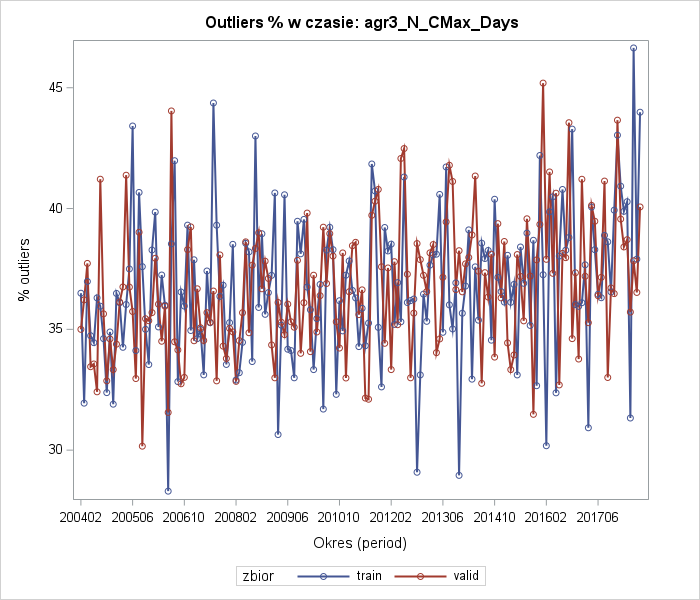 Outliers % w czasie: agr3_N_CMax_Days
% outliers
45
40
35
30
200402 200506 200610 200802 200906 201010 201202 201306 201410 201602 201706
Okres (period)
zbior train valid